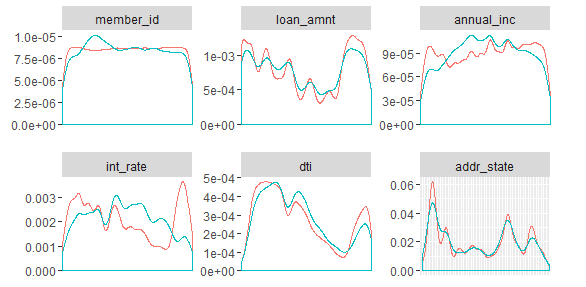 member_id loan_amnt annual_inc
1.0e-05
7.5e-06
5.0e-06
2.5e-06
0.0e+00
1e-03
5e-04
0e+00
9e-05
6e-05
3e-05
0e+00
int_rate dti addr_state
0.003
0.002
0.001
0.000
5e-04
4e-04
3e-04
2e-04
1e-04
0e+00
0.06
0.04
0.02
0.00